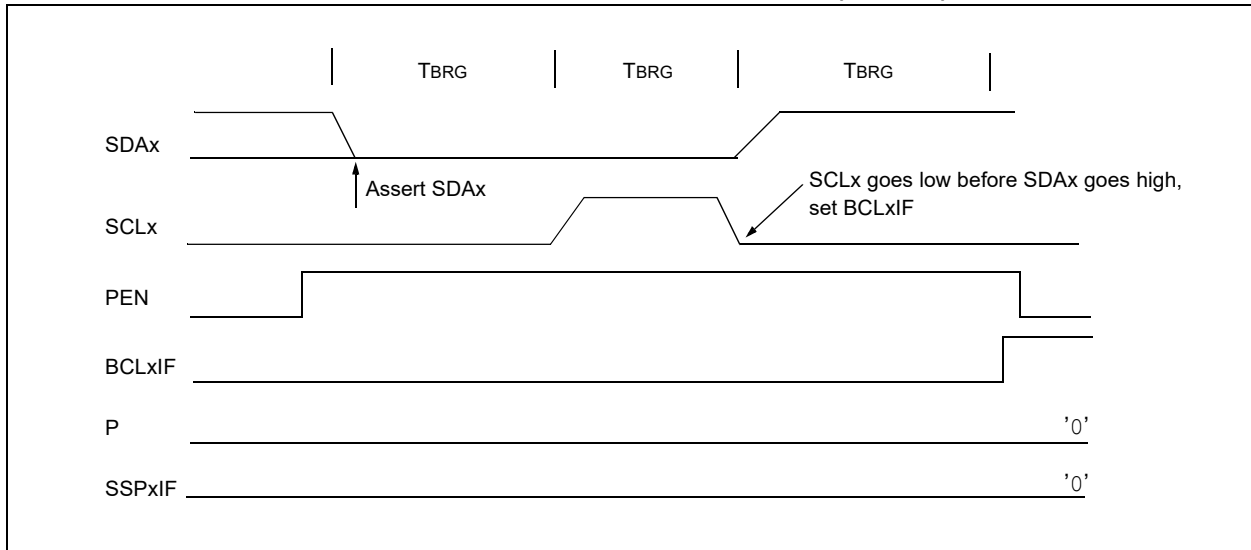 TBRG TBRG TBRG
SDAx
Assert SDAx
SCLx goes low before SDAx goes high,
set BCLxIF
SCLx
PEN
BCLxIF
P '0'
SSPxIF '0'